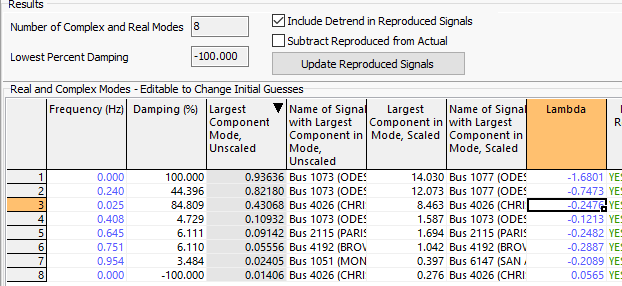 Results
Number of Complex and Real Modes 8
Include Detrend in Reproduced Signals
Subtract Reproduced from Actual
Lowest Percent Damping -100.000
Update Reproduced Signals
Real and Complex Modes - Editable to Change Initial Guesses
Frequency (Hz) Damping (%) Largest Component Mode, Unscaled Name of Signal with Largest Component in Mode, Unscaled Largest Component in Mode, Scaled Name of Signal with Largest Component in Mode, Scaled Lambda
1 0.000 100.000 0.93636 Bus 1073 (ODES 14.030 Bus 1077 (ODES -1.6801 YES
2 0.240 44.396 0.82180 Bus 1073 (ODES 12.073 Bus 1077 (ODES -0.7473 YES
3 0.025 84.809 0.43068 Bus 4026 (CHRI 8.463 Bus 4026 (CHRI -0.2476 YES
4 0.408 4.729 0.10932 Bus 1073 (ODES 1.587 Bus 1077 (ODES -0.1213 YES
5 0.645 6.111 0.09142 Bus 2115 (PARIS 1.694 Bus 2115 (PARIS -0.2482 YES
6 0.751 6.110 0.05556 Bus 4192 (BROV 1.042 Bus 4192 (BROV -0.2887 YES
7 0.954 3.484 0.02405 Bus 1051 (MON 0.397 Bus 6147 (SAN -0.2089 YES
8 0.000 -100.000 0.01406 Bus 4026 (CHRI 0.276 Bus 4026 (CHRI 0.0565 YES